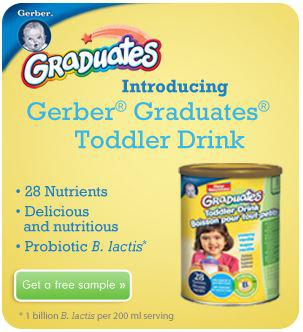 Gerber.
GRADUATES
Introducing
Gerber® Graduates®
Toddler Drink
• 28 Nutrients
• Delicious
and nutritious
• Probiotic B. lactis*
GRADUATES
Toddler Drink
Boisson pour tout-petits
28
Get a free sample »
* 1 billion B. lactis per 200 ml serving